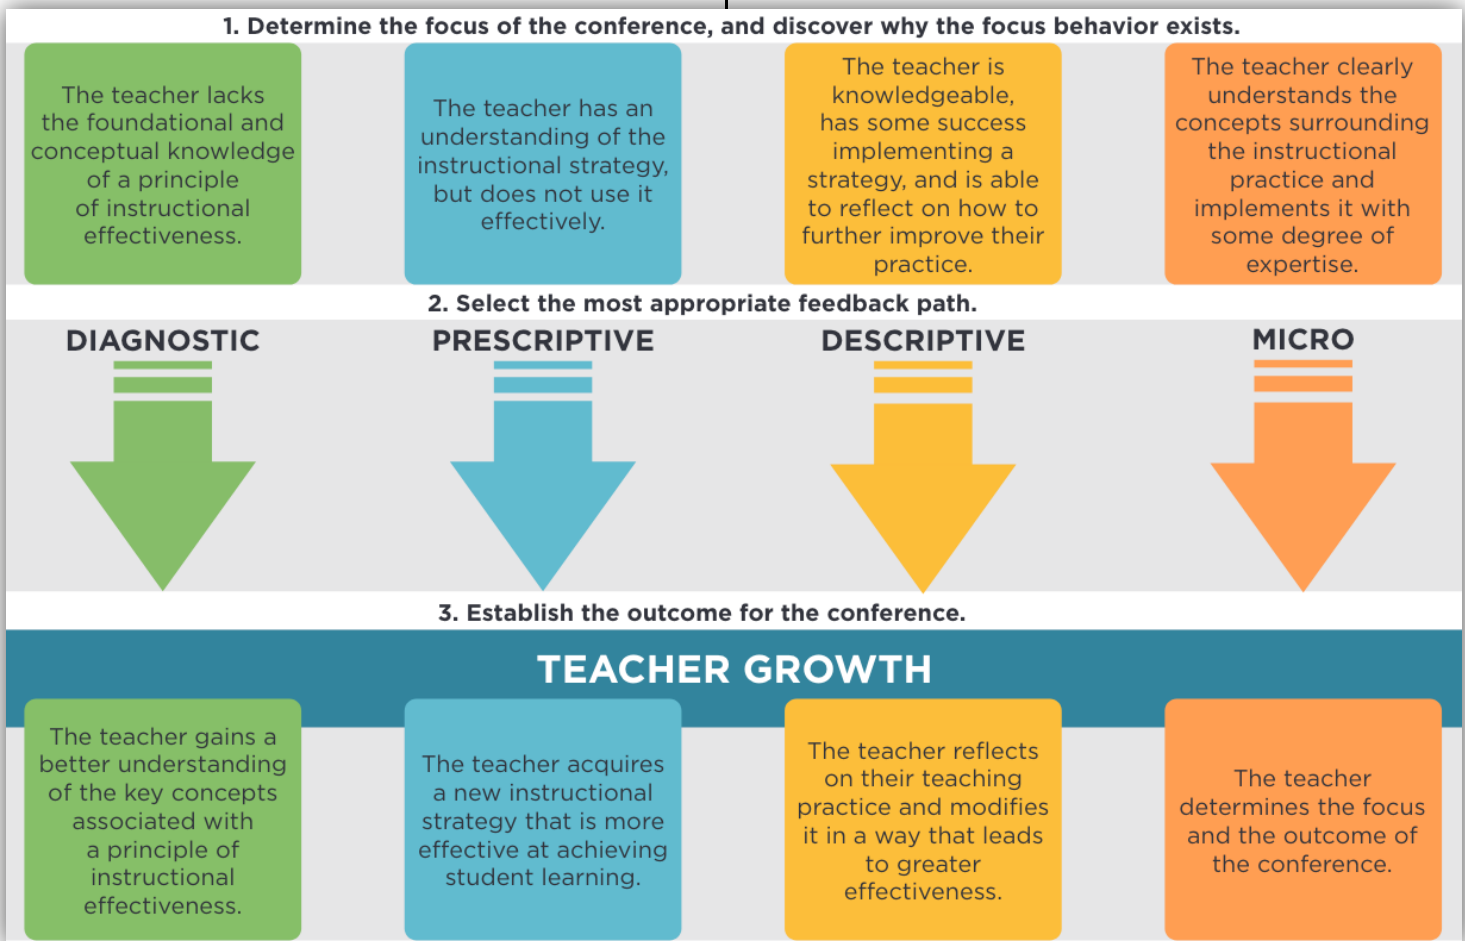 1. Determine the focus of the conference, and discover why the focus behavior exists.
The teacher lacks
the foundational and
conceptual knowledge
of a principle
of instructional
effectiveness.
The teacher has an
understanding of the
instructional strategy,
but does not use it
effectively.
The teacher is
knowledgeable,
has some success
implementing a
strategy, and is able
to reflect on how to
further improve their
practice.
The teacher clearly
understands the
concepts surrounding
the instructional
practice and
implements it with
some degree of
expertise.
2. Select the most appropriate feedback path.
DIAGNOSTIC
PRESCRIPTIVE
DESCRIPTIVE
MICRO
3. Establish the outcome for the conference.
TEACHER GROWTH
The teacher gains a
better understanding
of the key concepts
associated with
a principle of
instructional
effectiveness.
The teacher acquires
a new instructional
strategy that is more
effective at achieving
student learning.
The teacher reflects
on their teaching
practice and modifies
it in a way that leads
to greater
effectiveness.
The teacher
determines the focus
and the outcome of
the conference.